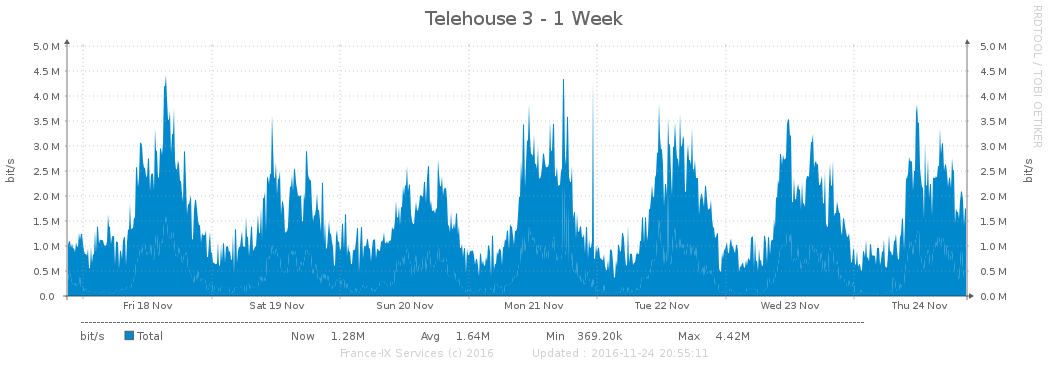 Telehouse 3 - 1 Week
RRDTOOL / TOBI OETIKER
5.0 M 5.0 M
4.5 M 4.5 M
4.0 M 4.0 M
3.5 M 3.5 M
3.0 M 3.0 M
2.5 M 2.5 M
2.0 M 2.0 M
1.5 M 1.5 M
1.0 M 1.0 M
0.5 M 0.5 M
0.0 0.0 M
bit/s bit/s
Fri 18 Nov Sat 19 Nov Sun 20 Nov Mon 21 Nov Tue 22 Nov Wed 23 Nov Thu 24 Nov
bit/s Total Now 1.28M Avg 1.64M Min 369.20k Max 4.42M
France-IX Services (c) 2016 Updated : 2016-11-24 20:55:11